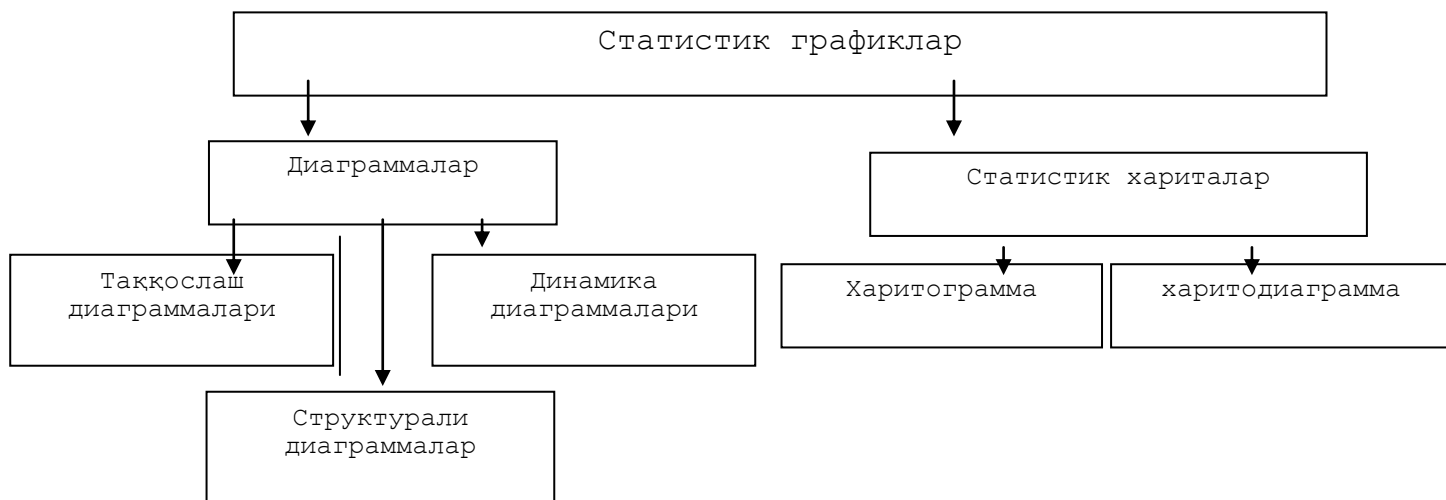 Статистик графиклар
Диаграммалар
Статистик хариталар
Таққослаш
диаграммалари
Динамика
диаграммалари
Харитограмма
харитодиаграмма
Структурали
диаграммалар